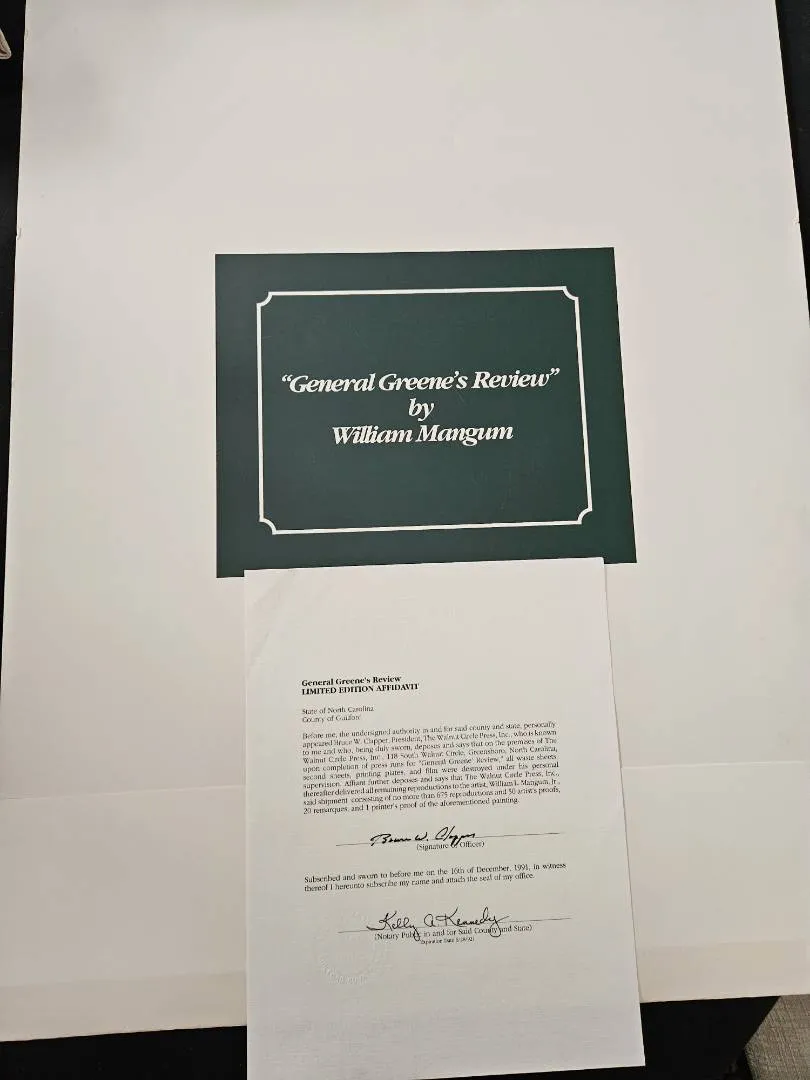 “General Greene’s Review”
by
William Mangum
General Greene's Review
LIMITED EDITION AFFIDAVIT
State of North Carolina
County of Guilford
Before me, the undersigned authority in and for said county and state, personally
appeared Bruce W. Clapper, President, The Walnut Circle Press, Inc., who is known
to me and who, being duly sworn, deposes and says that on the premises of The
Walnut Circle Press, Inc., 118 South Walnut Circle, Greensboro, North Carolina,
upon completion of press runs for "General Greene' Review," all waste sheets
second sheets, printing plates, and film were destroyed under his personal
supervision. Affiant further deposes and says that The Walnut Circle Press, Inc.,
thereafter delivered all remaining reproductions to the artist, William L. Mangum, Jr.,
said shipment consisting of no more than 675 reproductions and 50 artist's proofs,
20 remarques, and 1 printer's proof of the aforementioned painting.
Bruce W. Clapper
(Signature of Officer)
Subscribed and sworn to before me on the 16th of December, 1991, in witness
thereof I hereunto subscribe my name and attach the seal of my office.
Kelly A. Kennedy
(Notary Public in and for Said County and State)
Expiration Date